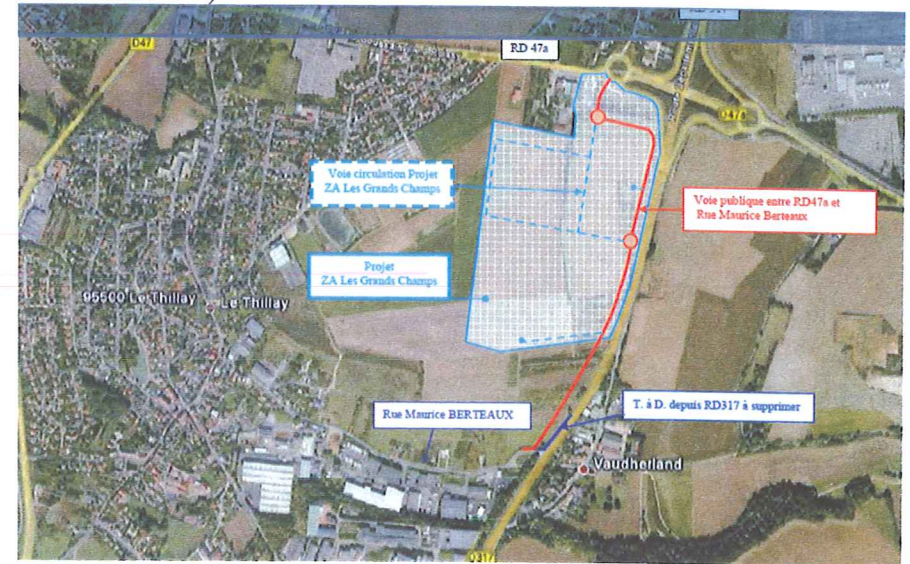 D47
RD 47a
Voie circulation Projet
ZA Les Grands Champs
Voie publique entre RD47a et
Rue Maurice Berteaux
Projet
ZA Les Grands Champs
95500 Le Thillay
Le Thillay
Rue Maurice BERTEAUX
T. à D. depuis RD317 à supprimer
Vaudherland
D317